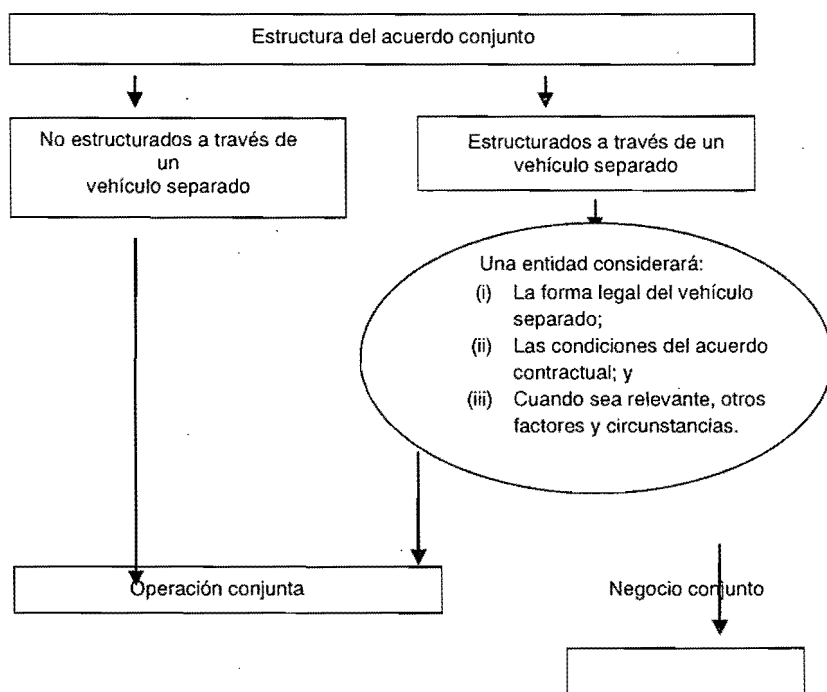 Estructura del acuerdo conjunto
No estructurados a través de
un
vehículo separado
Estructurados a través de un
vehículo separado
Una entidad considerará:
(i) La forma legal del vehículo
separado;
(ii) Las condiciones del acuerdo
contractual; y
(iii) Cuando sea relevante, otros
factores y circunstancias.
Operación conjunta
Negocio conjunto